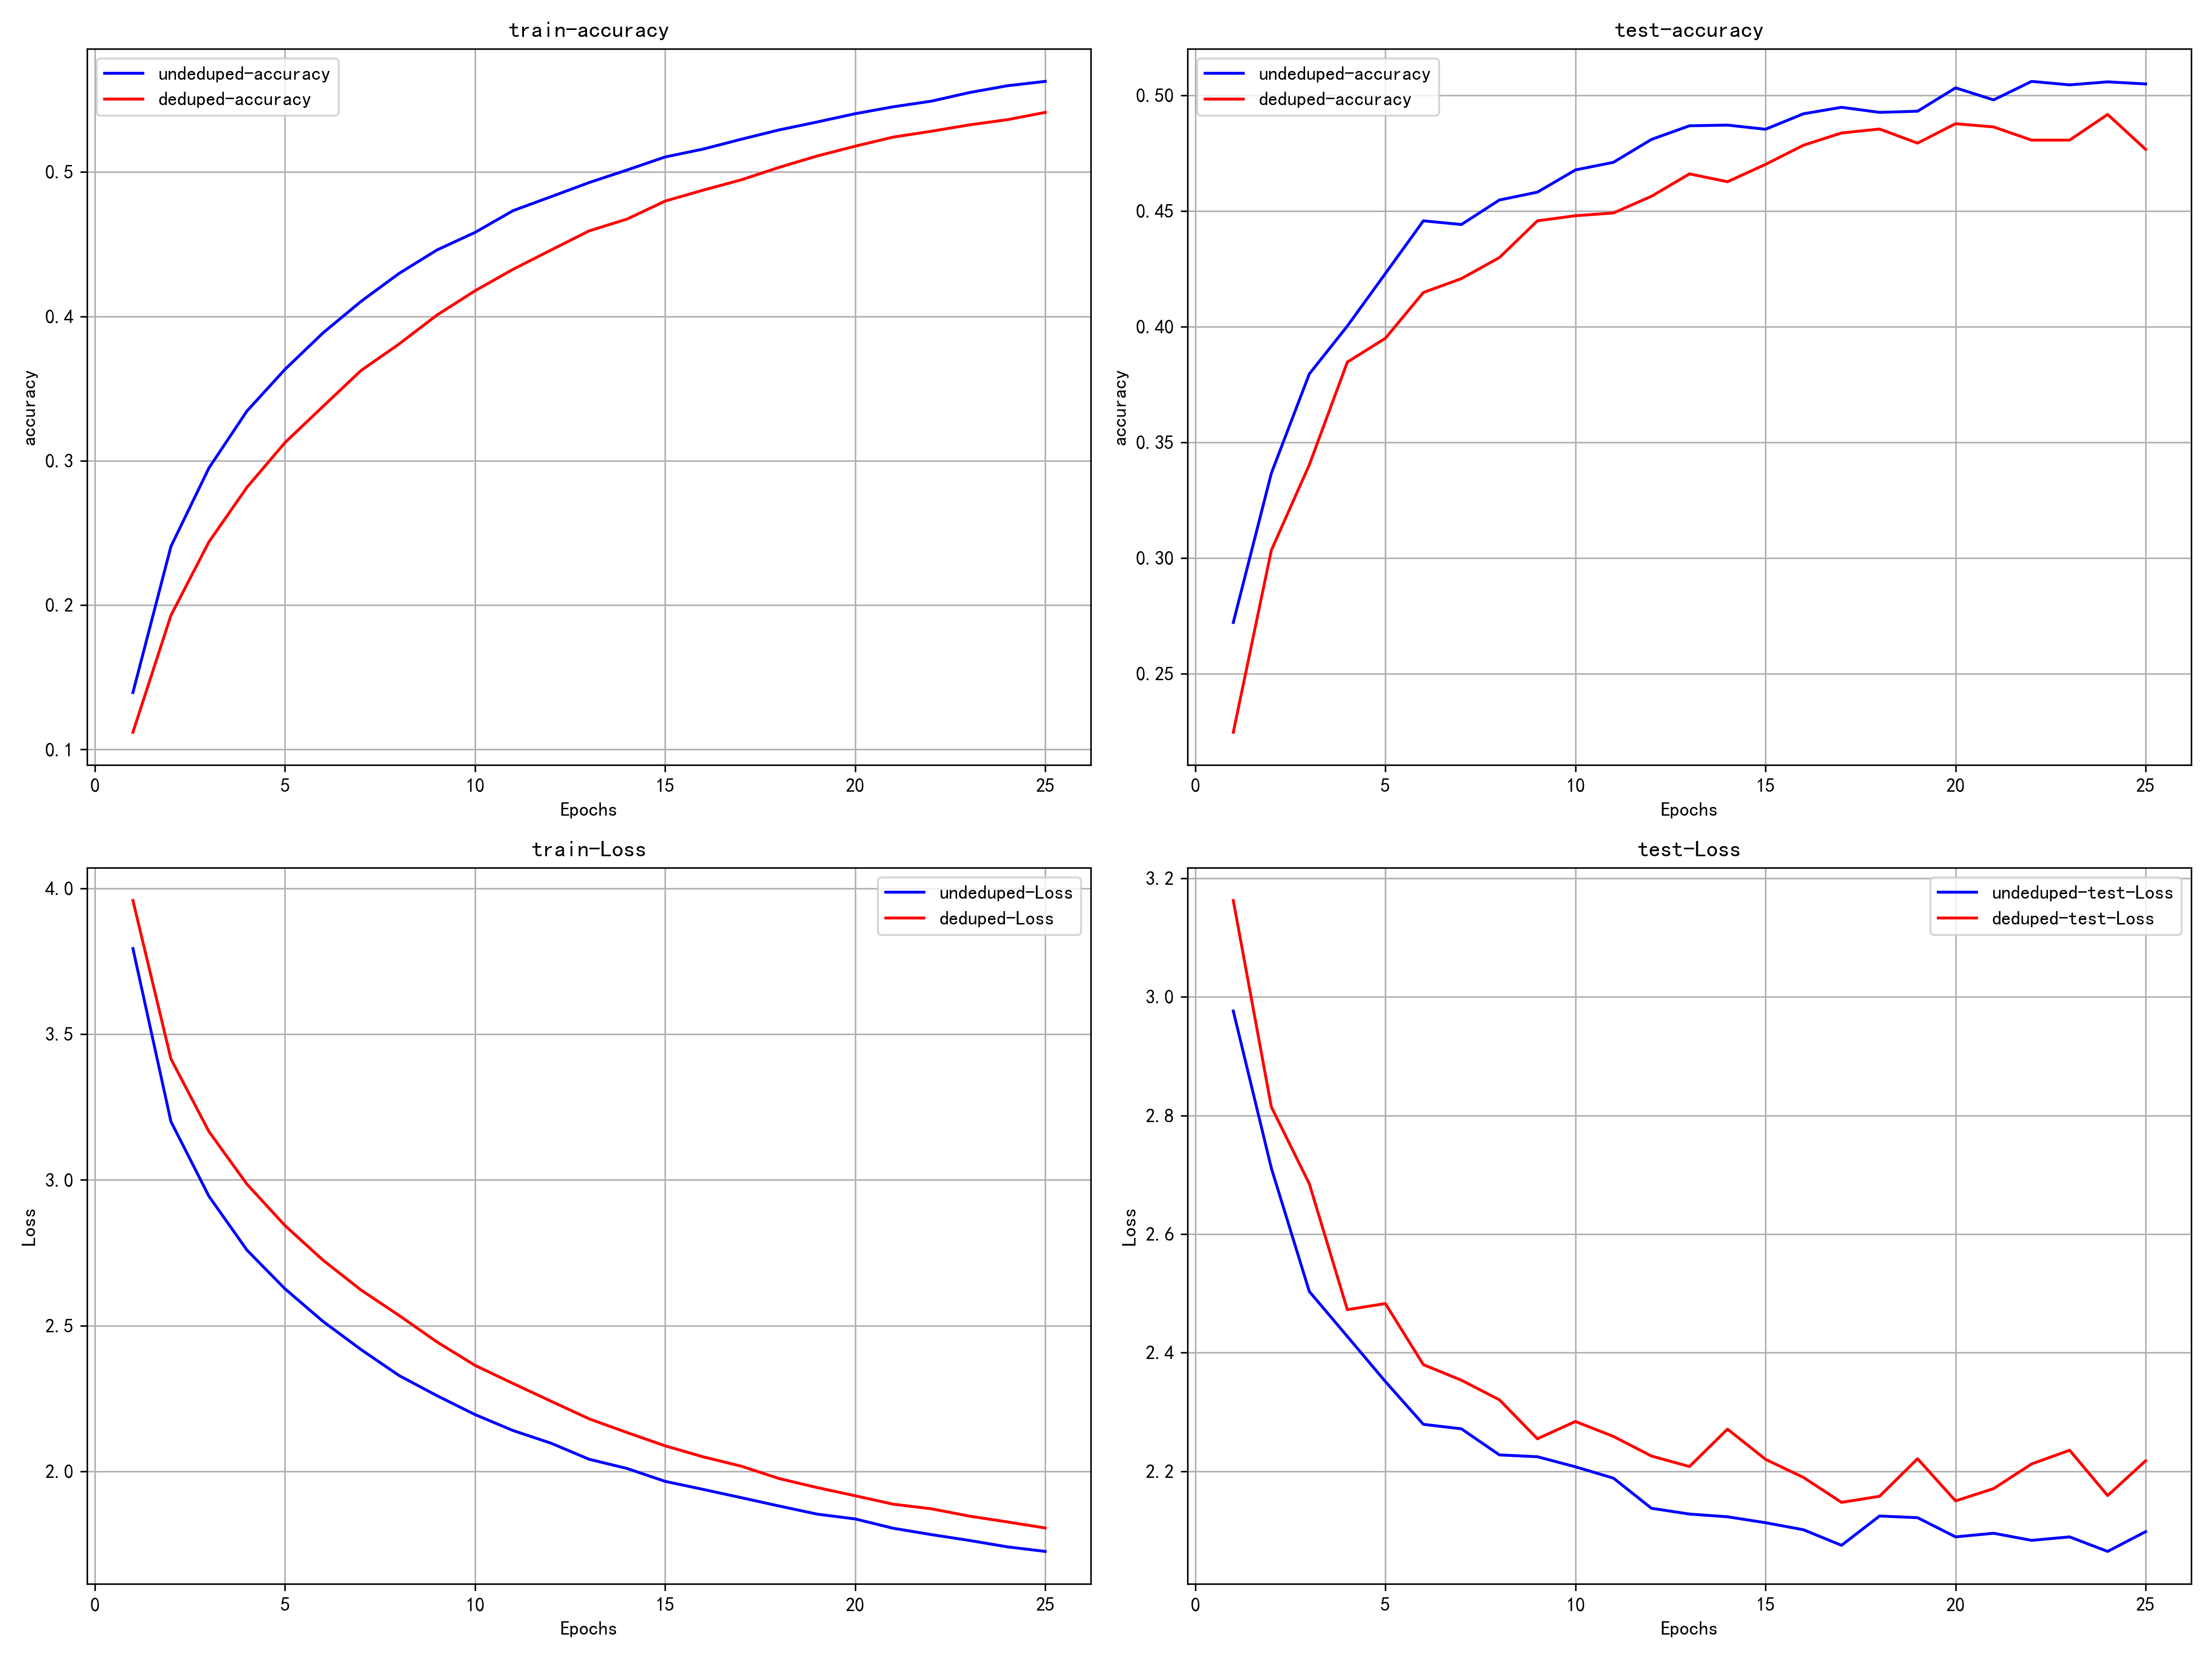 train-accuracy
undeduped-accuracy
deduped-accuracy
accuracy
0.5
0.4
0.3
0.2
0.1
0 5 10 15 20 25
Epochs
test-accuracy
undeduped-accuracy
deduped-accuracy
accuracy
0.50
0.45
0.40
0.35
0.30
0.25
0 5 10 15 20 25
Epochs
train-Loss
undeduped-Loss
deduped-Loss
Loss
4.0
3.5
3.0
2.5
2.0
0 5 10 15 20 25
Epochs
test-Loss
undeduped-test-Loss
deduped-test-Loss
Loss
3.2
3.0
2.8
2.6
2.4
2.2
0 5 10 15 20 25
Epochs